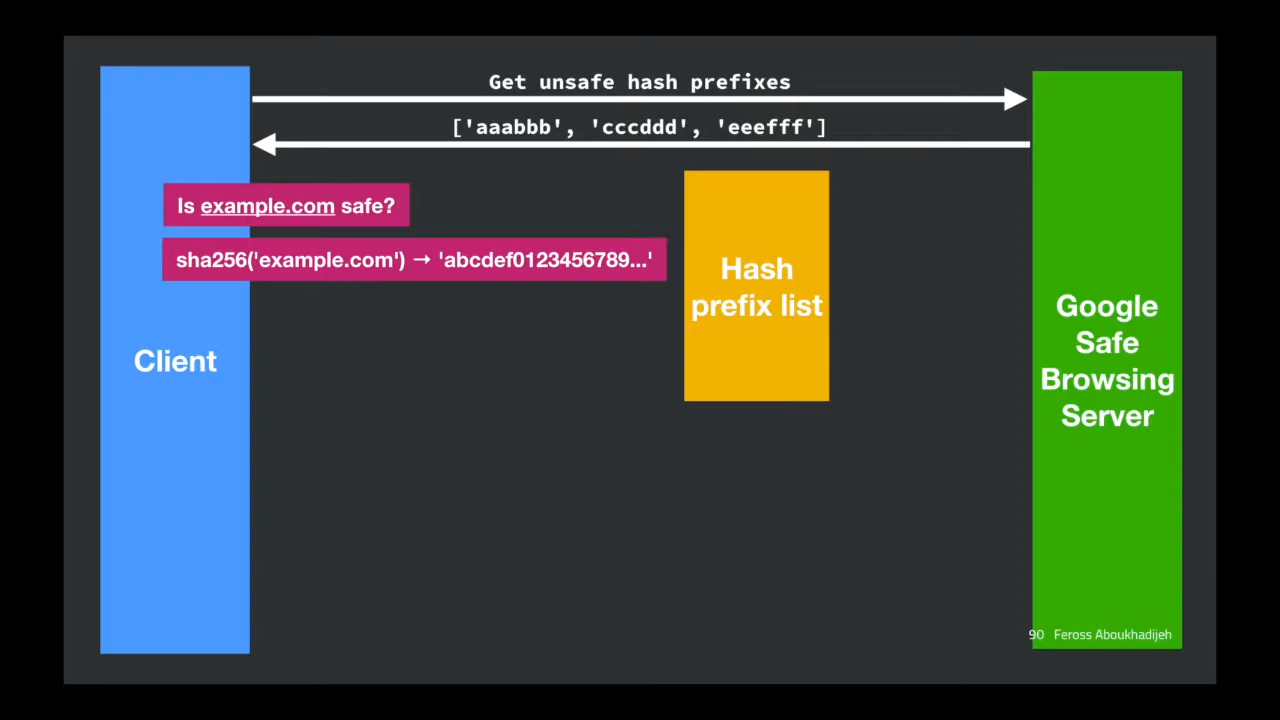 Get unsafe hash prefixes
['aaabbb', 'cccddd', 'eeefff']
Is example.com safe?
sha256('example.com') → 'abcdef0123456789...'
Client
Hash
prefix list
Google
Safe
Browsing
Server
90 Feross Aboukhadijeh